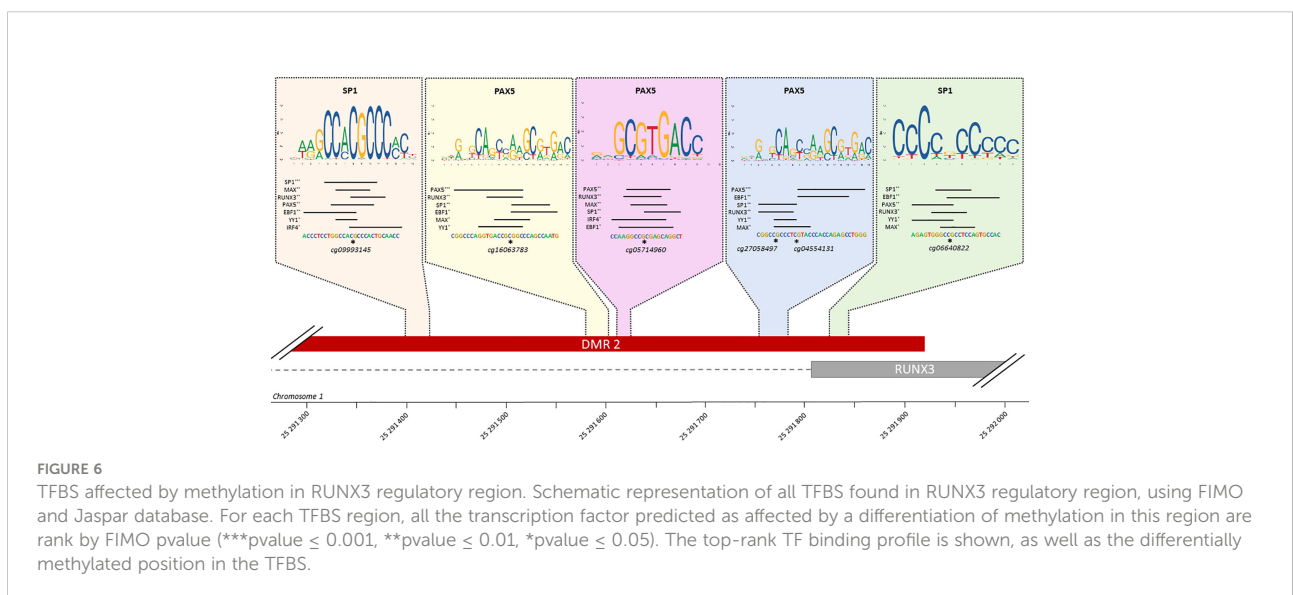 SP1
PAX5
PAX5
PAX5
SP1
SP1***
MAX**
RUNX3**
PAX5**
EBF1**
YY1*
IRF4*
ACCCTCCTGGCCACGCCCACTGCAACC
*
cg09993145
PAX5***
RUNX3**
SP1**
EBF1*
MAX*
YY1*
CGGCCCAGGTGACCGCGGCCCAGCCAATG
*
cg16063783
PAX5**
RUNX3**
MAX**
SP1**
IRF4*
EBF1*
CCAAGGCCGCGAGCAGGCT
*
cg05714960
PAX5***
EBF1**
SP1**
RUNX3**
YY1**
MAX*
CGGCCGCCCTCGTACCCACCAGAGCCTGGG
* *
cg27058497 cg04554131
SP1**
EBF1**
PAX5**
RUNX3*
YY1*
MAX*
AGAGTGGGCCGCCTCCAGTGCCAC
*
cg06640822
DMR 2
RUNX3
Chromosome 1
25 291 300
25 291 400
25 291 500
25 291 600
25 291 700
25 291 800
25 291 900
25 292 000
FIGURE 6
TFBS affected by methylation in RUNX3 regulatory region. Schematic representation of all TFBS found in RUNX3 regulatory region, using FIMO
and Jaspar database. For each TFBS region, all the transcription factor predicted as affected by a differentiation of methylation in this region are
rank by FIMO pvalue (***pvalue ≤ 0.001, **pvalue ≤ 0.01, *pvalue ≤ 0.05). The top-rank TF binding profile is shown, as well as the differentially
methylated position in the TFBS.